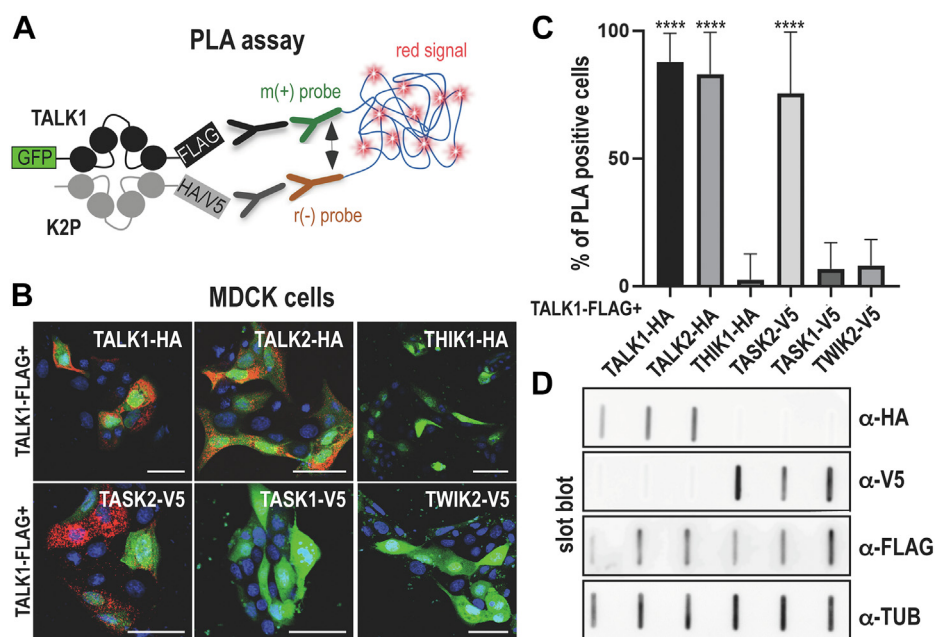 A
PLA assay
red signal
m(+) probe
TALK1
FLAG
GFP
HA/V5
K2P
r(-) probe
B
MDCK cells
TALK1-FLAG+
TALK1-HA
TALK2-HA
THIK1-HA
TALK1-FLAG+
TASK2-V5
TASK1-V5
TWIK2-V5
C
**** **** ****
% of PLA positive cells
100
50
0
TALK1-FLAG+
TALK1-HA
TALK2-HA
THIK1-HA
TASK2-V5
TASK1-V5
TWIK2-V5
D
slot blot
α-HA
α-V5
α-FLAG
α-TUB